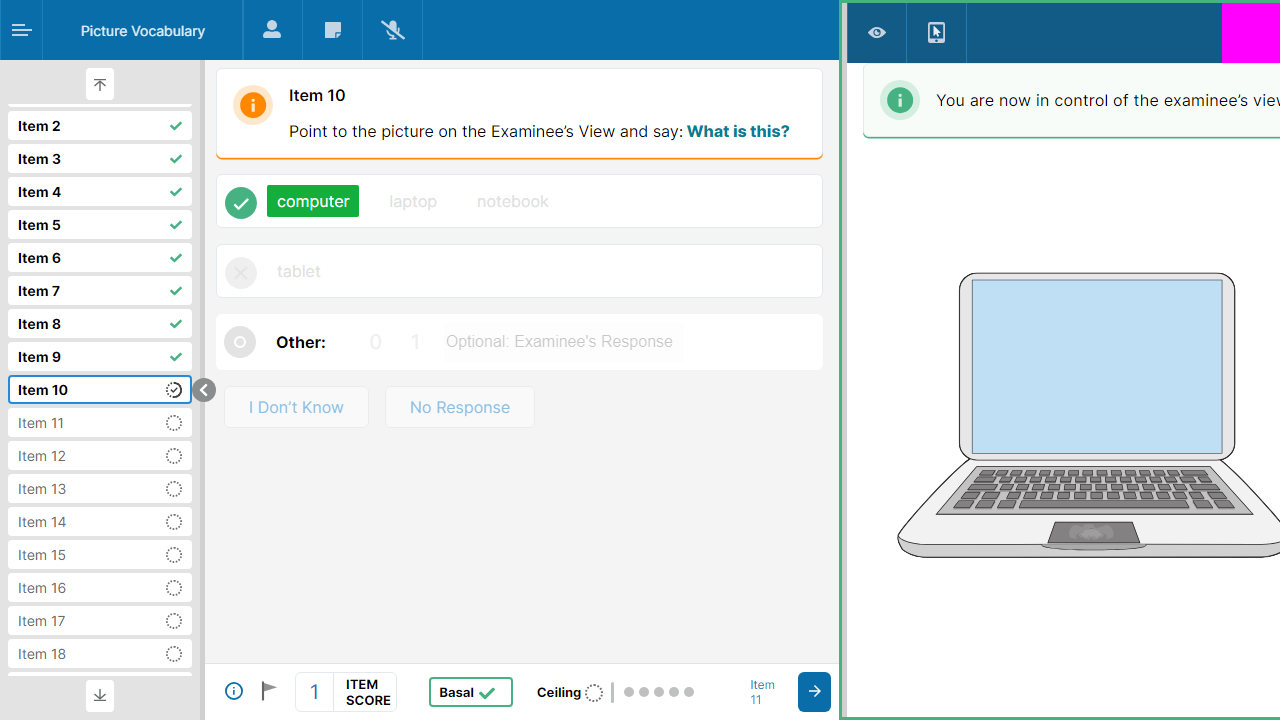 Picture Vocabulary
Item 2
Item 3
Item 4
Item 5
Item 6
Item 7
Item 8
Item 9
Item 10
Item 11
Item 12
Item 13
Item 14
Item 15
Item 16
Item 17
Item 18
Item 10
Point to the picture on the Examinee's View and say: What is this?
computer laptop notebook
tablet
Other: 0 1 Optional: Examinee's Response
I Don't Know No Response
1 ITEM SCORE
Basal
Ceiling
Item 11
You are now in control of the examinee's